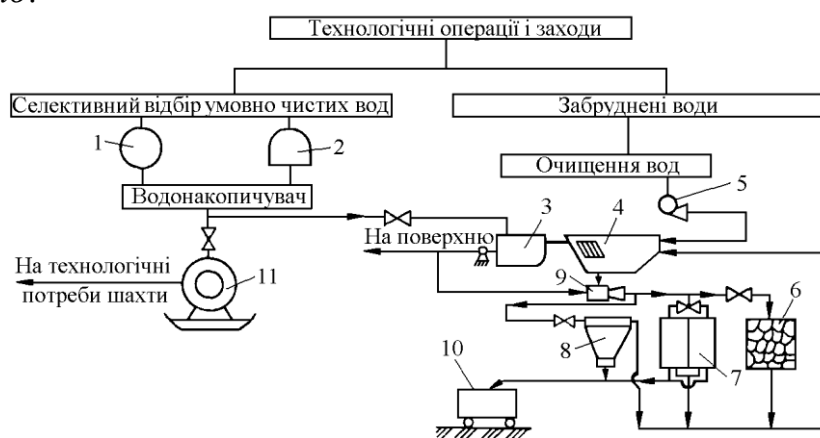 Технологічні операції і заходи
Селективний відбір умовно чистих вод
Забруднені води
1
2
Очищення вод
5
Водонакопичувач
3
4
На поверхню
На технологічні
потреби шахти
11
9
6
8
7
10